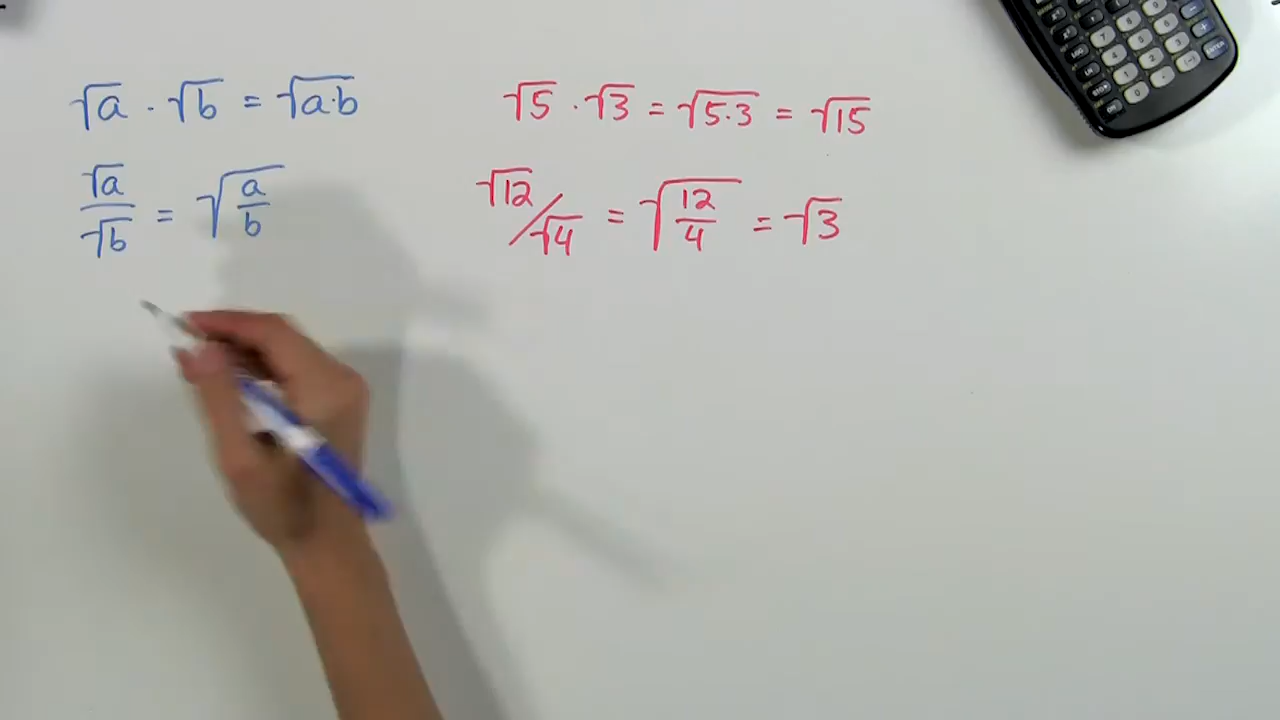 √a · √b = √a·b
√5 · √3 = √5·3 = √15
√a/√b = √a/b
√12/√4 = √12/4 = √3